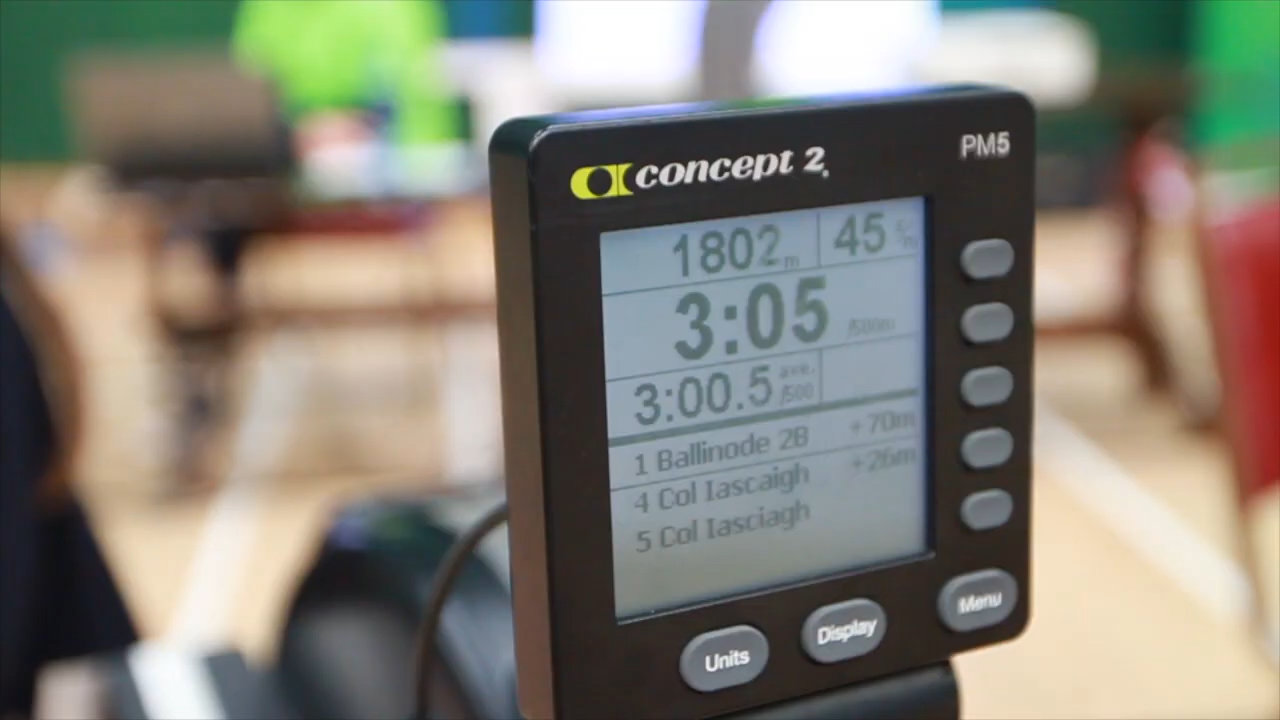 concept 2
PM5
1802 m 45 s/m
3:05 /500m
3:00.5 ave. /500
1 Ballinode 2B +70m
4 Col Iascaigh +26m
5 Col Iasciagh
Units
Display
Menu